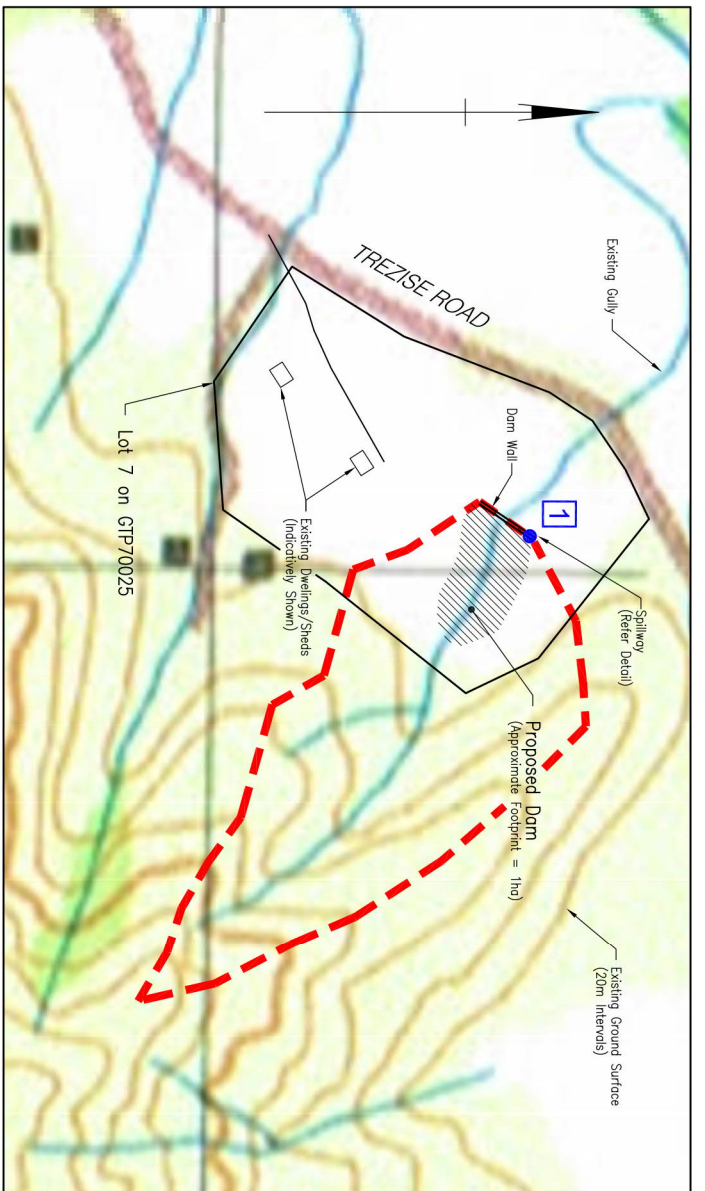 Existing Gully
TREZISE ROAD
Dam Wall
1
Spillway
(Refer Detail)
Proposed Dam
(Approximate Footprint = 1ha)
Existing Ground Surface
(20m Intervals)
Existing Dwelings/Sheds
(Indicatively Shown)
Lot 7 on GTP70025